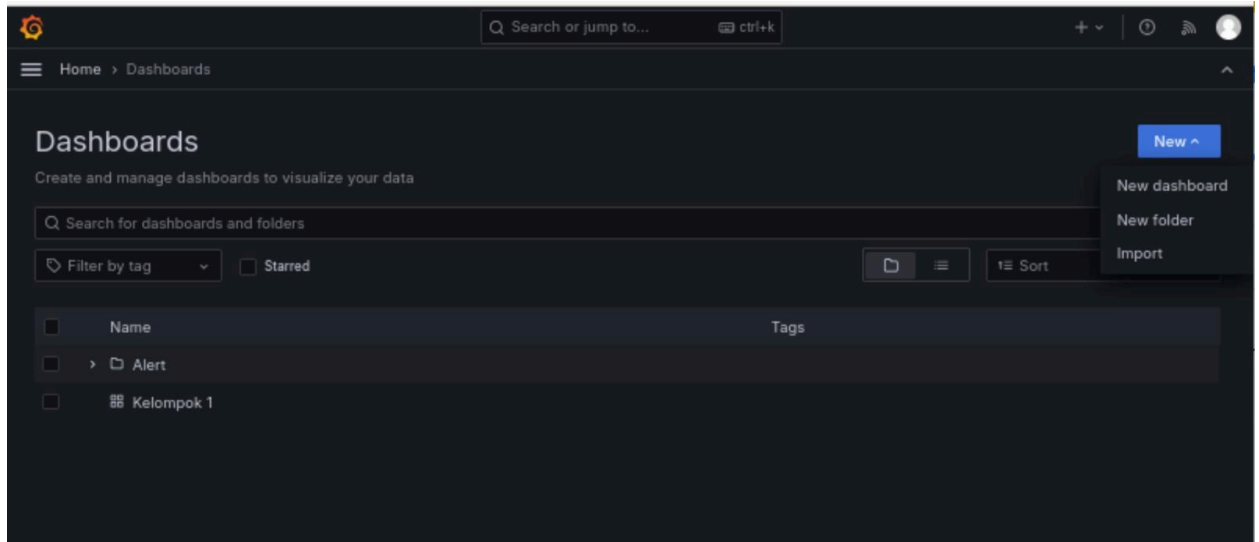 Search or jump to... ctrl+k
Home > Dashboards
Dashboards
New
Create and manage dashboards to visualize your data
New dashboard
New folder
Import
Search for dashboards and folders
Filter by tag Starred Sort
Name Tags
Alert
Kelompok 1